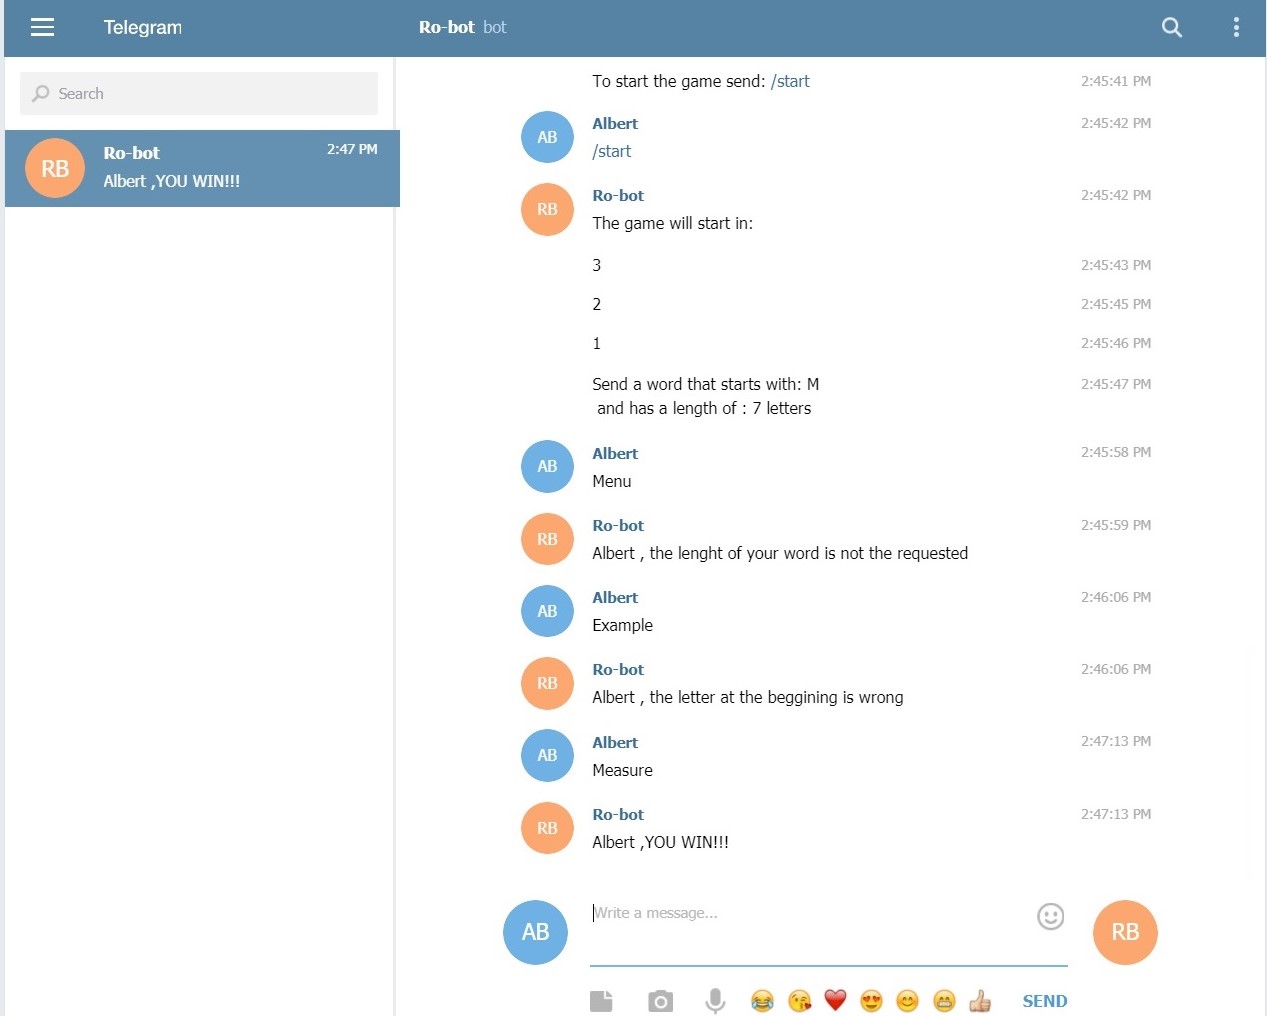 Telegram
Ro-bot bot
Search
RB
Ro-bot
2:47 PM
Albert ,YOU WIN!!!
To start the game send: /start
2:45:41 PM
AB
Albert
2:45:42 PM
/start
RB
Ro-bot
2:45:42 PM
The game will start in:
3
2:45:43 PM
2
2:45:45 PM
1
2:45:46 PM
Send a word that starts with: M
2:45:47 PM
and has a length of : 7 letters
AB
Albert
2:45:58 PM
Menu
RB
Ro-bot
2:45:59 PM
Albert , the lenght of your word is not the requested
AB
Albert
2:46:06 PM
Example
RB
Ro-bot
2:46:06 PM
Albert , the letter at the beggining is wrong
AB
Albert
2:47:13 PM
Measure
RB
Ro-bot
2:47:13 PM
Albert ,YOU WIN!!!
AB
Write a message...
RB
SEND